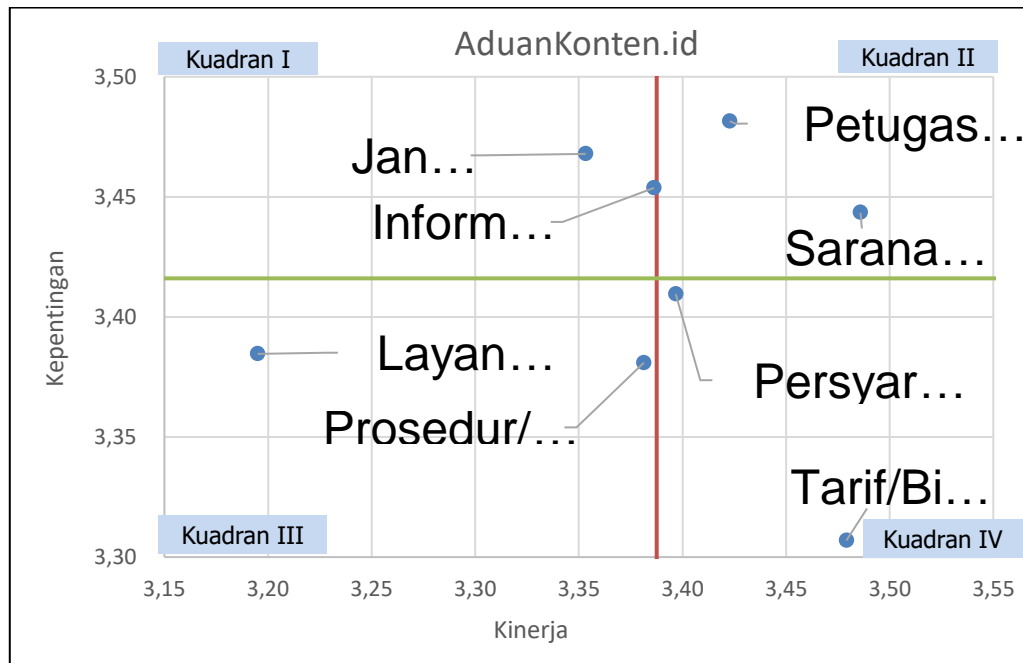 AduanKonten.id
Kuadran I
Kuadran II
3,50
Petugas…
Jan…
3,45
Inform…
Sarana…
Kepentingan
3,40
Layan…
Persyar…
3,35
Prosedur/…
Tarif/Bi…
Kuadran III
Kuadran IV
3,30
3,15 3,20 3,25 3,30 3,35 3,40 3,45 3,50 3,55
Kinerja